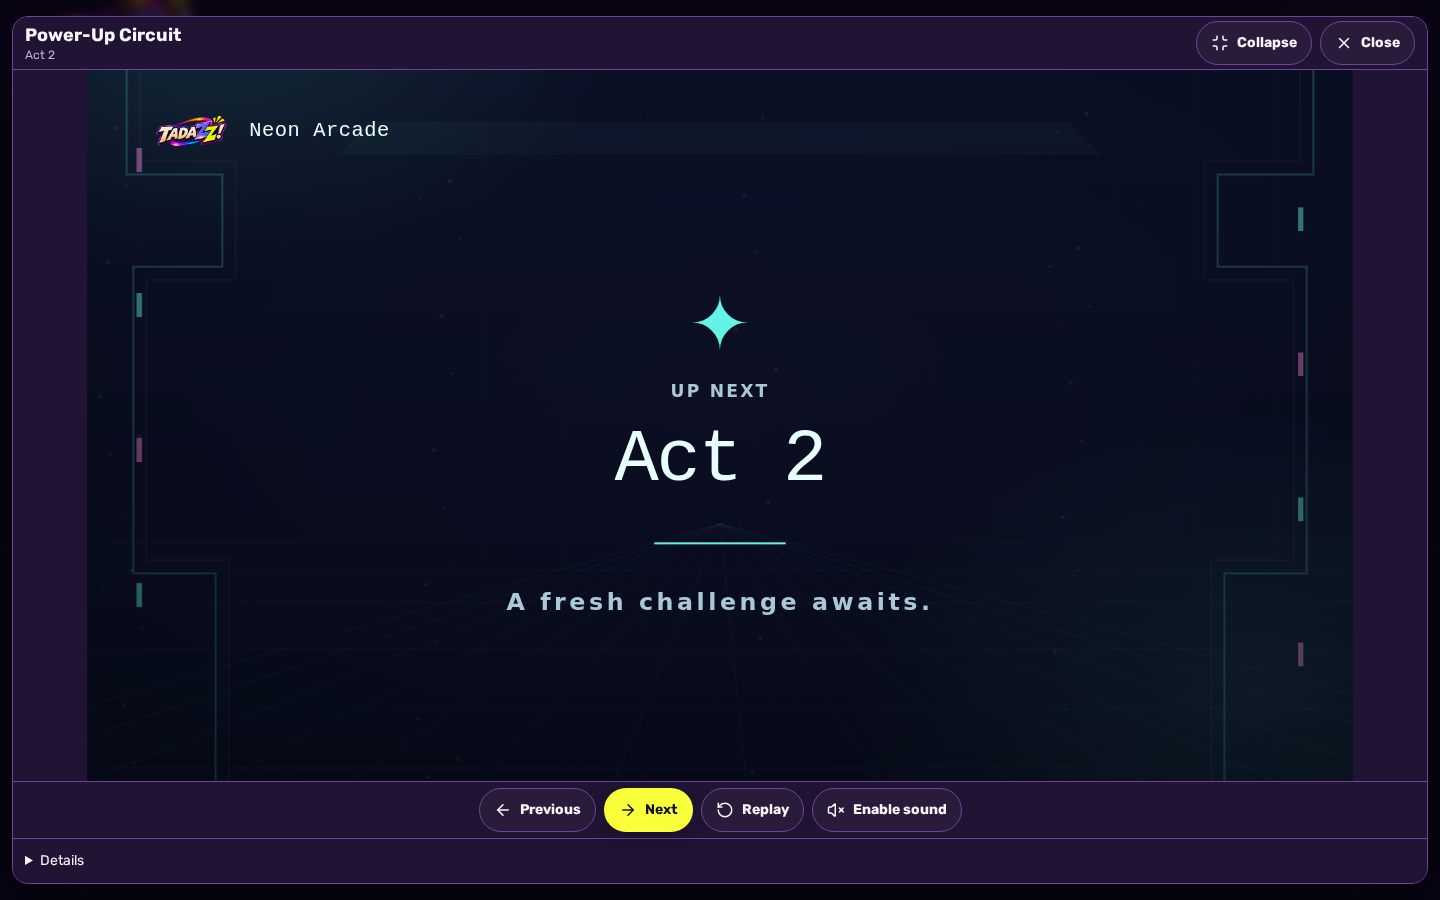 Power-Up Circuit
Act 2
Collapse
Close
TADAZZ!
Neon Arcade
UP NEXT
Act 2
A fresh challenge awaits.
Previous
Next
Replay
Enable sound
Details